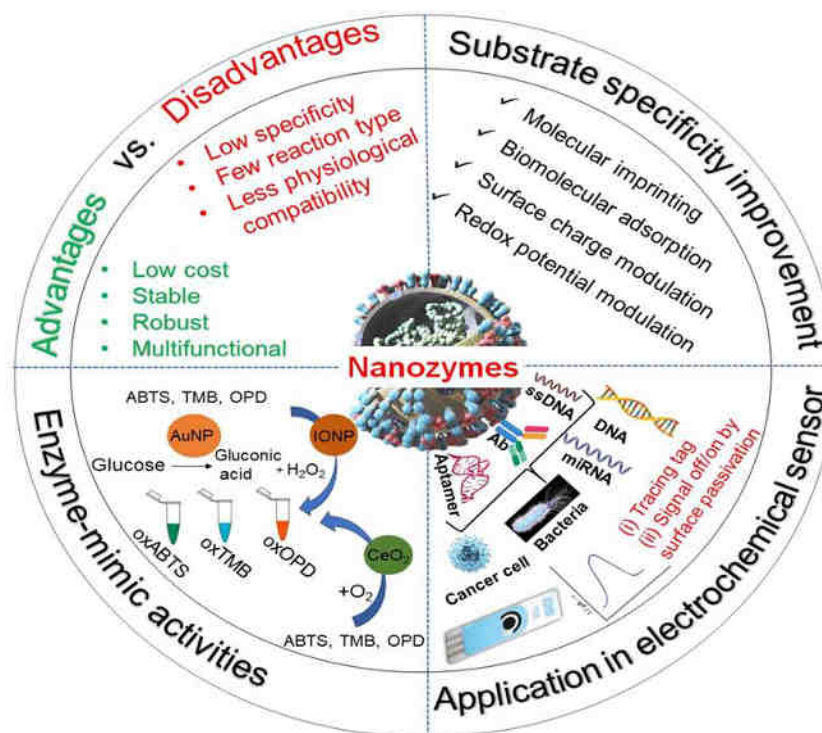 Advantages vs. Disadvantages
• Low specificity
• Few reaction type
• Less physiological
compatibility
• Low cost
• Stable
• Robust
• Multifunctional
Substrate specificity improvement
✓ Molecular imprinting
✓ Biomolecular adsorption
✓ Surface charge modulation
✓ Redox potential modulation
Nanozymes
Enzyme-mimic activities
ABTS, TMB, OPD
AuNP
IONP
Glucose
Gluconic
acid
+ H₂O₂
oxABTS
oxTMB
oxOPD
CeO₂
+O₂
ABTS, TMB, OPD
Application in electrochemical sensor
ssDNA
DNA
Ab
miRNA
Aptamer
Bacteria
Cancer cell
(i) Tracing tag
(ii) Signal off/on by
surface passivation